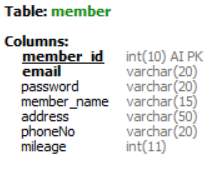 Table: member
Columns:
member_id int(10) AI PK
email varchar(20)
password varchar(20)
member_name varchar(15)
address varchar(50)
phoneNo varchar(20)
mileage int(11)